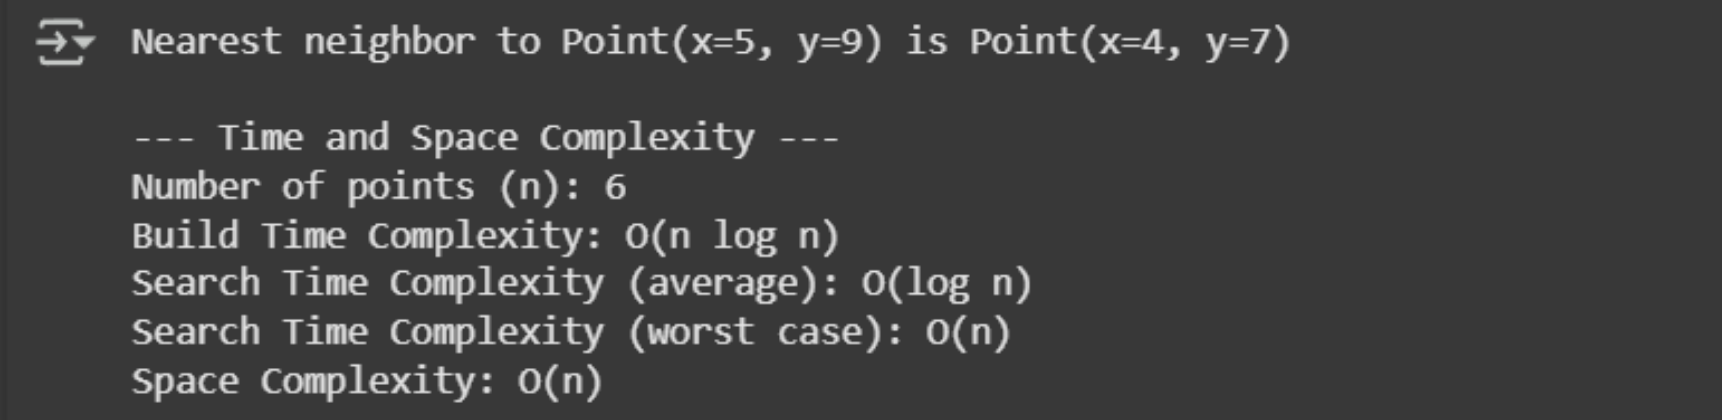 Nearest neighbor to Point(x=5, y=9) is Point(x=4, y=7)
--- Time and Space Complexity ---
Number of points (n): 6
Build Time Complexity: O(n log n)
Search Time Complexity (average): O(log n)
Search Time Complexity (worst case): O(n)
Space Complexity: O(n)